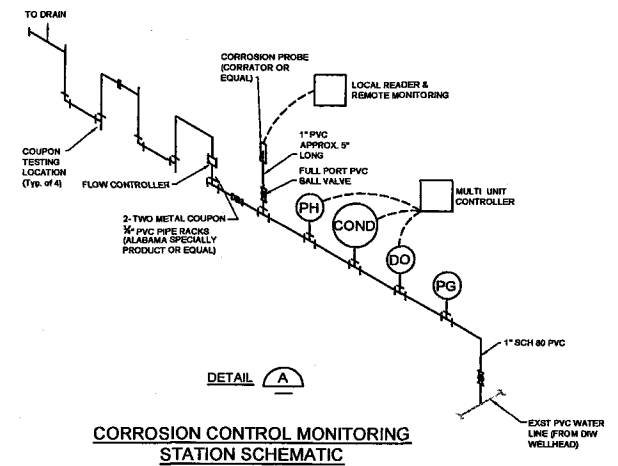 TO DRAIN
CORROSION PROBE
(CORRATOR OR
EQUAL)
LOCAL READER &
REMOTE MONITORING
1" PVC
APPROX. 5"
LONG
COUPON
TESTING
LOCATION
(Typ. of 4)
FLOW CONTROLLER
FULL PORT PVC
BALL VALVE
MULTI UNIT
CONTROLLER
2- TWO METAL COUPON
¾" PVC PIPE RACKS
(ALABAMA SPECIALLY
PRODUCT OR EQUAL)
PH
COND
DO
PG
1" SCH 80 PVC
DETAIL A
EXST PVC WATER
LINE (FROM DIW
WELLHEAD)
CORROSION CONTROL MONITORING
STATION SCHEMATIC